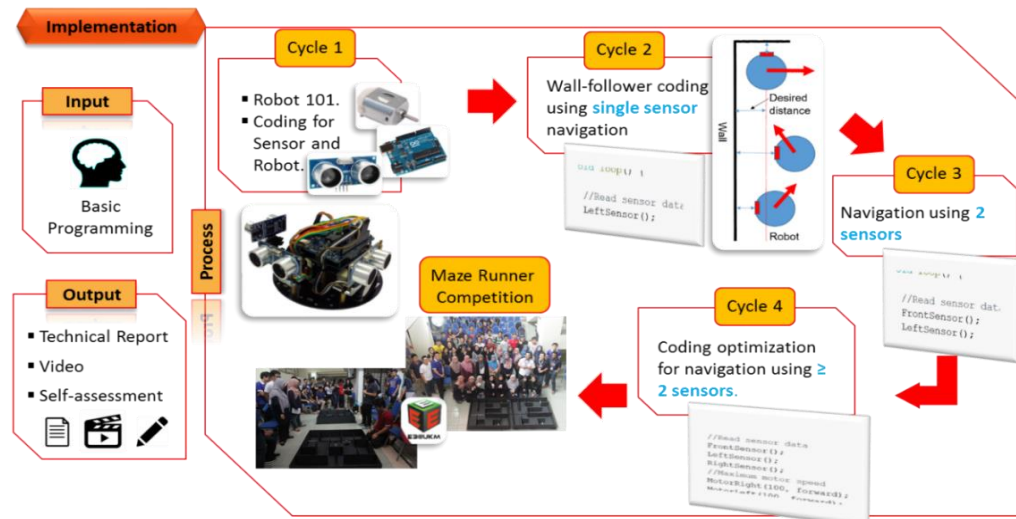 Implementation
Input
Basic
Programming
Output
▪ Technical Report
▪ Video
▪ Self-assessment
Process
Cycle 1
▪ Robot 101.
▪ Coding for
Sensor and
Robot.
Cycle 2
Wall-follower coding
using single sensor
navigation
//Read sensor data
LeftSensor();
Wall
Desired
distance
Robot
Cycle 3
Navigation using 2
sensors
//Read sensor data
FrontSensor();
LeftSensor();
Cycle 4
Coding optimization
for navigation using ≥
2 sensors.
//Read sensor data
FrontSensor();
LeftSensor();
RightSensor();
//Maximum motor speed
MotorRight(100, forward);
MotorLeft(100, forward);
Maze Runner
Competition